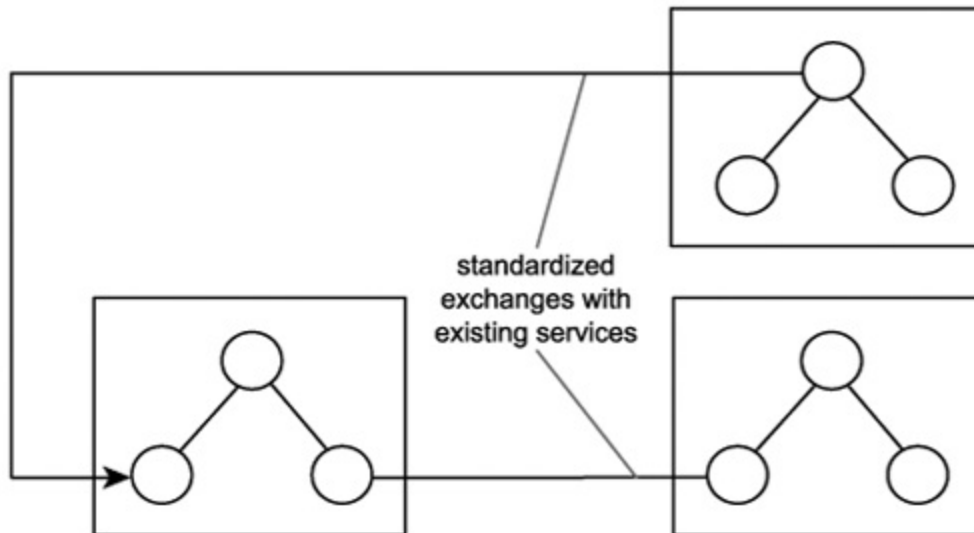 standardized
exchanges with
existing services